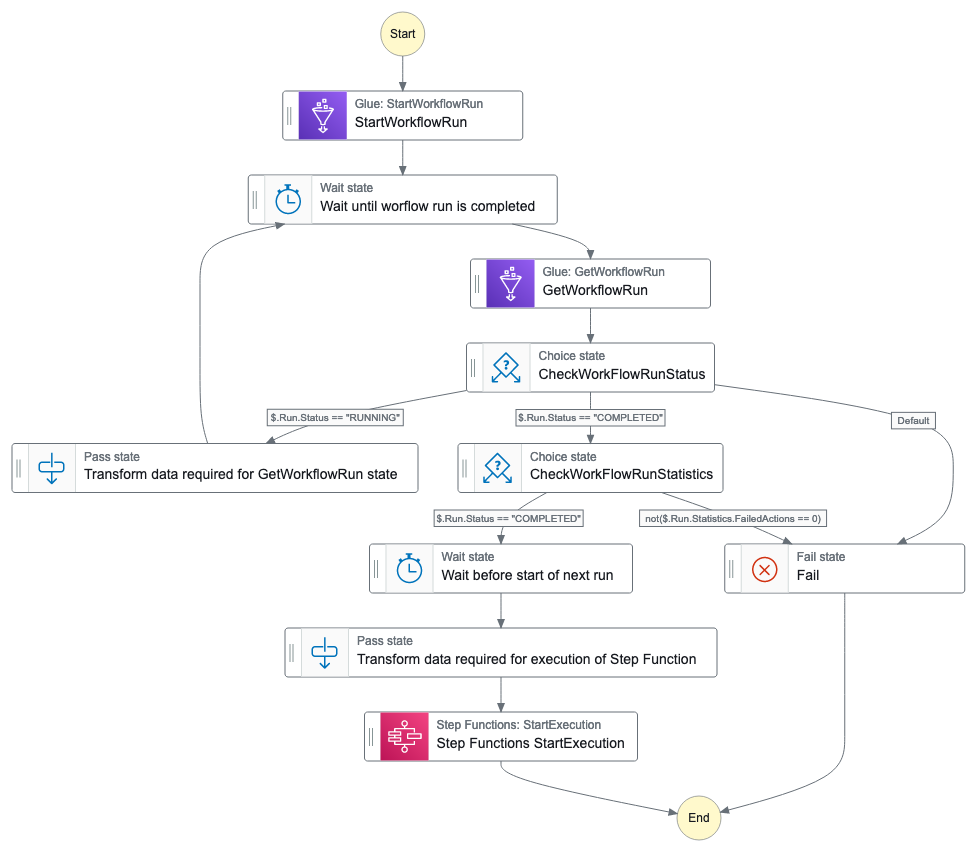 Start
Glue: StartWorkflowRun
StartWorkflowRun
Wait state
Wait until worflow run is completed
Glue: GetWorkflowRun
GetWorkflowRun
Choice state
CheckWorkFlowRunStatus
$.Run.Status == "RUNNING"
$.Run.Status == "COMPLETED"
Default
Pass state
Transform data required for GetWorkflowRun state
Choice state
CheckWorkFlowRunStatistics
$.Run.Status == "COMPLETED"
not($.Run.Statistics.FailedActions == 0)
Wait state
Wait before start of next run
Fail state
Fail
Pass state
Transform data required for execution of Step Function
Step Functions: StartExecution
Step Functions StartExecution
End